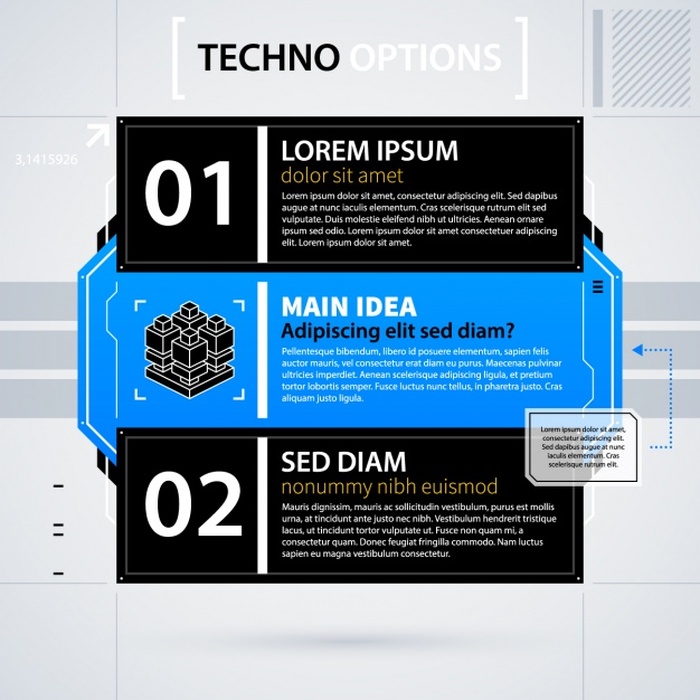 TECHNO OPTIONS
3,1415926
01
LOREM IPSUM
dolor sit amet
Lorem ipsum dolor sit amet, consectetur adipiscing elit. Sed dapibus
augue at nunc iaculis elementum. Cras scelerisque rutrum est et
vulputate. Duis molestie eleifend nibh ut ultricies. Aenean ornare
ipsum sed odio. Lorem ipsum dolor sit amet, consectetuer adipiscing
elit. Lorem ipsum dolor sit amet.
MAIN IDEA
Adipiscing elit sed diam?
Pellentesque bibendum, libero id posuere elementum, sapien felis
auctor mauris, vel consectetur erat diam eu purus. Maecenas pulvinar
ultricies imperdiet. Aenean scelerisque adipiscing ligula, et pretium
tortor lobortis semper. Fusce luctus nunc tellus, in pharetra justo. Cras
aliquam justo ligula.
Lorem ipsum dolor sit amet,
consectetur adipiscing elit.
Sed dapibus augue at nunc
iaculis elementum. Cras
scelerisque rutrum est et.
02
SED DIAM
nonummy nibh euismod
Mauris dignissim, mauris ac sollicitudin vestibulum, purus est mollis
urna, at tincidunt ante justo nec nibh. Vestibulum hendrerit tristique
lacus, et tincidunt tortor vulputate ut. Fusce non quam mi, a
consectetur quam. Donec feugiat fringilla commodo. Nam luctus
sapien eu magna vestibulum consectetur.